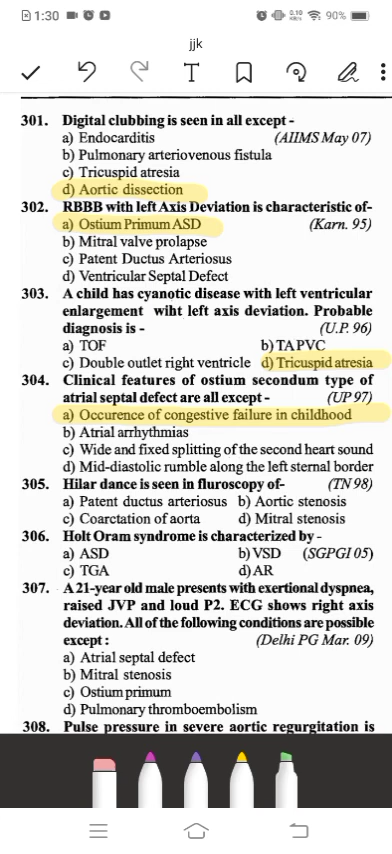 1:30
0.10
KB/s
90%
jjk
T
301. Digital clubbing is seen in all except -
a) Endocarditis (AIIMS May 07)
b) Pulmonary arteriovenous fistula
c) Tricuspid atresia
d) Aortic dissection
302. RBBB with left Axis Deviation is characteristic of-
a) Ostium Primum ASD (Karn. 95)
b) Mitral valve prolapse
c) Patent Ductus Arteriosus
d) Ventricular Septal Defect
303. A child has cyanotic disease with left ventricular
enlargement wiht left axis deviation. Probable
diagnosis is - (U.P. 96)
a) TOF b) TAPVC
c) Double outlet right ventricle d) Tricuspid atresia
304. Clinical features of ostium secundum type of
atrial septal defect are all except - (UP 97)
a) Occurence of congestive failure in childhood
b) Atrial arrhythmias
c) Wide and fixed splitting of the second heart sound
d) Mid-diastolic rumble along the left sternal border
305. Hilar dance is seen in fluroscopy of- (TN 98)
a) Patent ductus arteriosus b) Aortic stenosis
c) Coarctation of aorta d) Mitral stenosis
306. Holt Oram syndrome is characterized by -
a) ASD b) VSD (SGPGI 05)
c) TGA d) AR
307. A 21-year old male presents with exertional dyspnea,
raised JVP and loud P2. ECG shows right axis
deviation. All of the following conditions are possible
except : (Delhi PG Mar. 09)
a) Atrial septal defect
b) Mitral stenosis
c) Ostium primum
d) Pulmonary thromboembolism
308. Pulse pressure in severe aortic regurgitation is